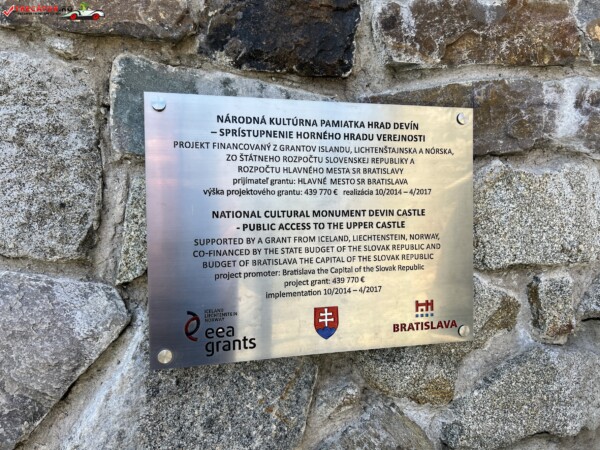 NÁRODNÁ KULTÚRNA PAMIATKA HRAD DEVÍN
– SPRÍSTUPNENIE HORNÉHO HRADU VEREJNOSTI
PROJEKT FINANCOVANÝ Z GRANTOV ISLANDU, LICHTENŠTAJNSKA A NÓRSKA,
ZO ŠTÁTNEHO ROZPOČTU SLOVENSKEJ REPUBLIKY A
ROZPOČTU HLAVNÉHO MESTA SR BRATISLAVY
prijímateľ grantu: HLAVNÉ MESTO SR BRATISLAVA
výška projektového grantu: 439 770 € realizácia 10/2014 – 4/2017
NATIONAL CULTURAL MONUMENT DEVIN CASTLE
- PUBLIC ACCESS TO THE UPPER CASTLE
SUPPORTED BY A GRANT FROM ICELAND, LIECHTENSTEIN, NORWAY,
CO-FINANCED BY THE STATE BUDGET OF THE SLOVAK REPUBLIC AND
BUDGET OF BRATISLAVA THE CAPITAL OF THE SLOVAK REPUBLIC
project promoter: Bratislava the Capital of the Slovak Republic
project grant: 439 770 €
implementation 10/2014 – 4/2017
ICELAND
LIECHTENSTEIN
NORWAY
eea
grants
BRATISLAVA